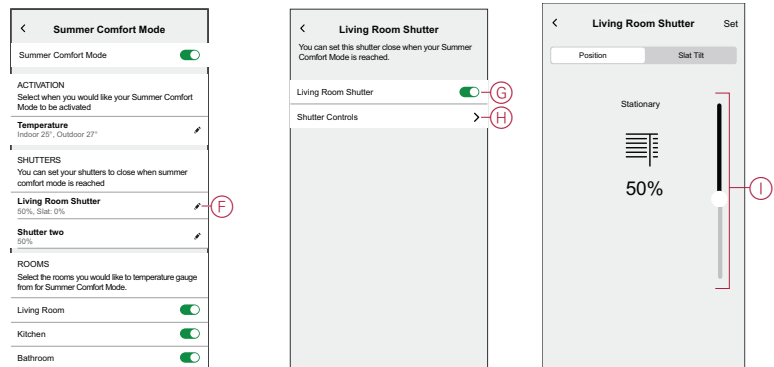 Summer Comfort Mode
Summer Comfort Mode
ACTIVATION
Select when you would like your Summer Comfort
Mode to be activated
Temperature
Indoor 25°, Outdoor 27°
SHUTTERS
You can set your shutters to close when summer
comfort mode is reached
Living Room Shutter
50%, Slat: 0%
F
Shutter two
50%
ROOMS
Select the rooms you would like to temperature gauge
from for Summer Comfort Mode.
Living Room
Kitchen
Bathroom
Living Room Shutter
You can set this shutter close when your Summer
Comfort Mode is reached.
Living Room Shutter
G
Shutter Controls
H
Living Room Shutter Set
Position Slat Tilt
Stationary
50%
I